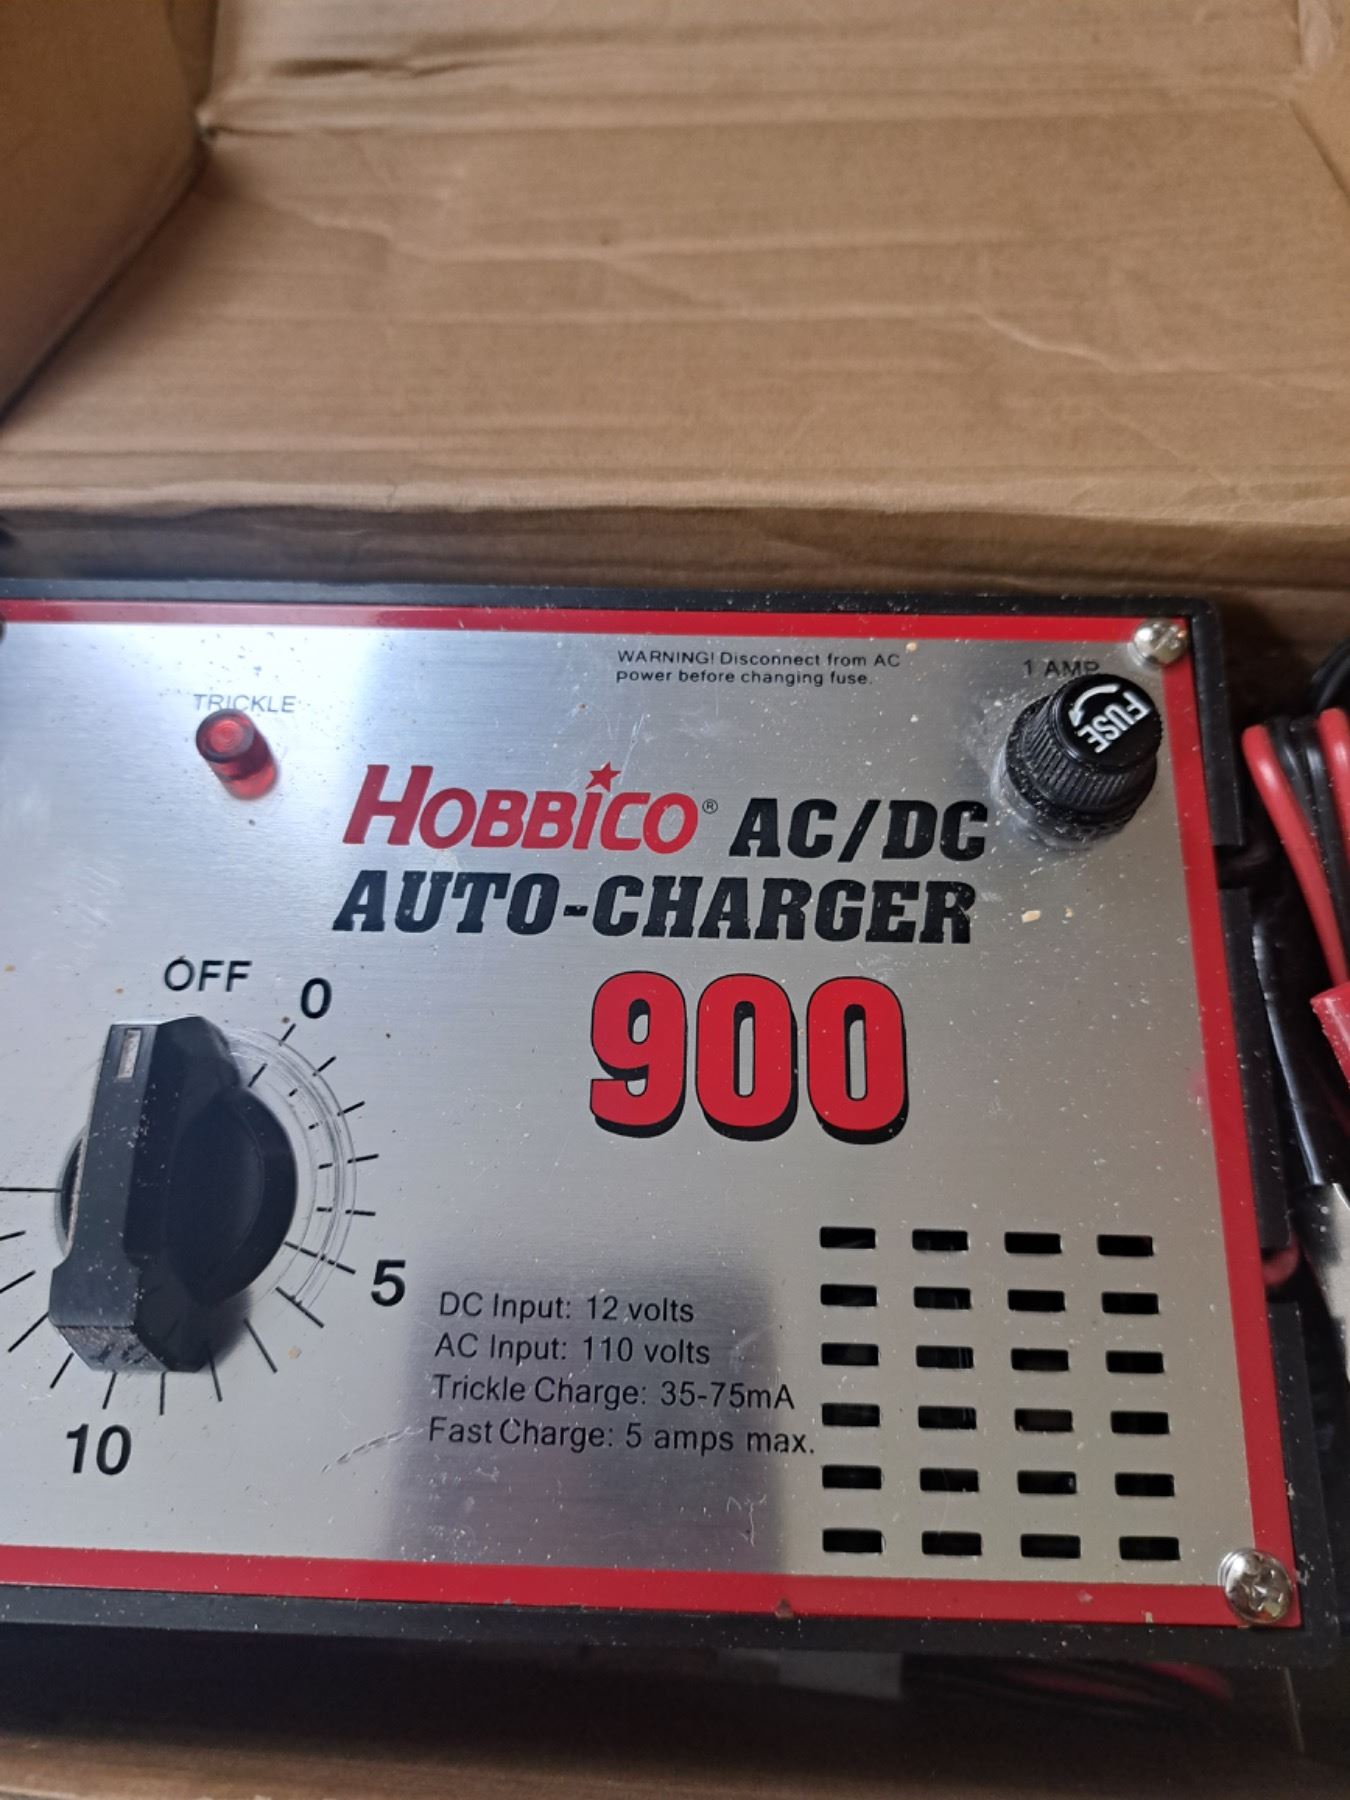 WARNING! Disconnect from AC
power before changing fuse.
1 AMP
FUSE
TRICKLE
HOBBICO® AC/DC
AUTO-CHARGER
900
OFF
0
5
10
DC Input: 12 volts
AC Input: 110 volts
Trickle Charge: 35-75mA
Fast Charge: 5 amps max.